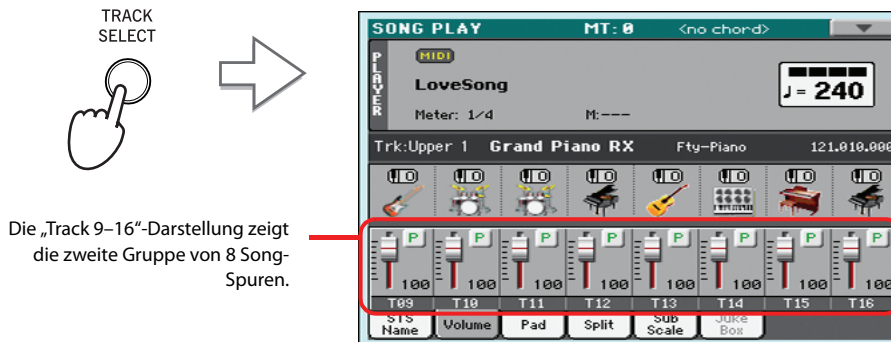 TRACK
SELECT
SONG PLAY MT: 0 <no chord>
PLAYER
MIDI
LoveSong
♩= 240
Meter: 1/4 M:---
Trk:Upper 1 Grand Piano RX Fty-Piano 121.010.000
Die „Track 9–16“-Darstellung zeigt
die zweite Gruppe von 8 Song-
Spuren.
P P P P P P P P
100 100 100 100 100 100 100 100
T09 T10 T11 T12 T13 T14 T15 T16
STS Name Volume Pad Split Sub Scale Juke Box